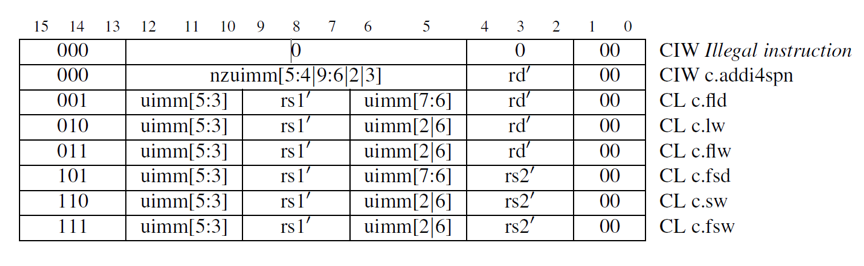 15 14 13 12 11 10 9 8 7 6 5 4 3 2 1 0
000 0 0 00 CIW Illegal instruction
000 nzuimm[5:4|9:6|2|3] rd′ 00 CIW c.addi4spn
001 uimm[5:3] rs1′ uimm[7:6] rd′ 00 CL c.fld
010 uimm[5:3] rs1′ uimm[2|6] rd′ 00 CL c.lw
011 uimm[5:3] rs1′ uimm[2|6] rd′ 00 CL c.flw
101 uimm[5:3] rs1′ uimm[7:6] rs2′ 00 CL c.fsd
110 uimm[5:3] rs1′ uimm[2|6] rs2′ 00 CL c.sw
111 uimm[5:3] rs1′ uimm[2|6] rs2′ 00 CL c.fsw